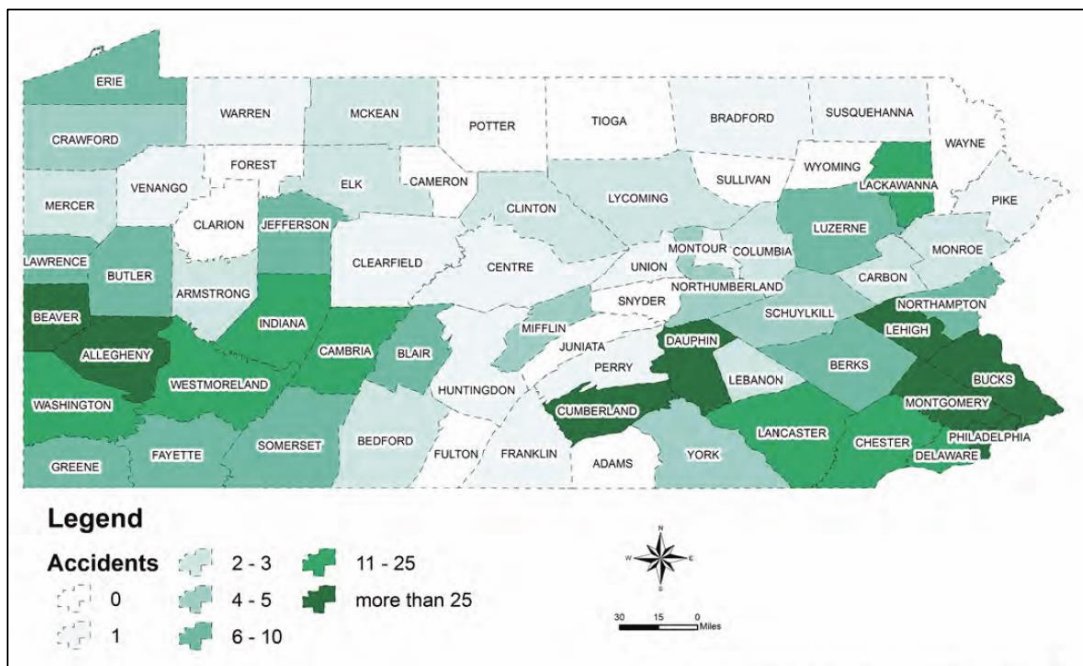 ERIE
WARREN
MCKEAN
POTTER
TIOGA
BRADFORD
SUSQUEHANNA
CRAWFORD
WAYNE
FOREST
WYOMING
VENANGO
ELK
CAMERON
SULLIVAN
LACKAWANNA
MERCER
CLARION
JEFFERSON
CLINTON
LYCOMING
PIKE
LUZERNE
LAWRENCE
BUTLER
CLEARFIELD
CENTRE
UNION
MONTOUR
COLUMBIA
MONROE
CARBON
ARMSTRONG
SNYDER
NORTHUMBERLAND
NORTHAMPTON
BEAVER
INDIANA
MIFFLIN
SCHUYLKILL
LEHIGH
ALLEGHENY
CAMBRIA
BLAIR
JUNIATA
DAUPHIN
PERRY
BERKS
WESTMORELAND
HUNTINGDON
LEBANON
BUCKS
WASHINGTON
CUMBERLAND
MONTGOMERY
SOMERSET
BEDFORD
LANCASTER
CHESTER
PHILADELPHIA
GREENE
FAYETTE
FULTON
FRANKLIN
ADAMS
YORK
DELAWARE
Legend
Accidents
0
1
2 - 3
4 - 5
6 - 10
11 - 25
more than 25
N
W E
S
30 15 0
Miles